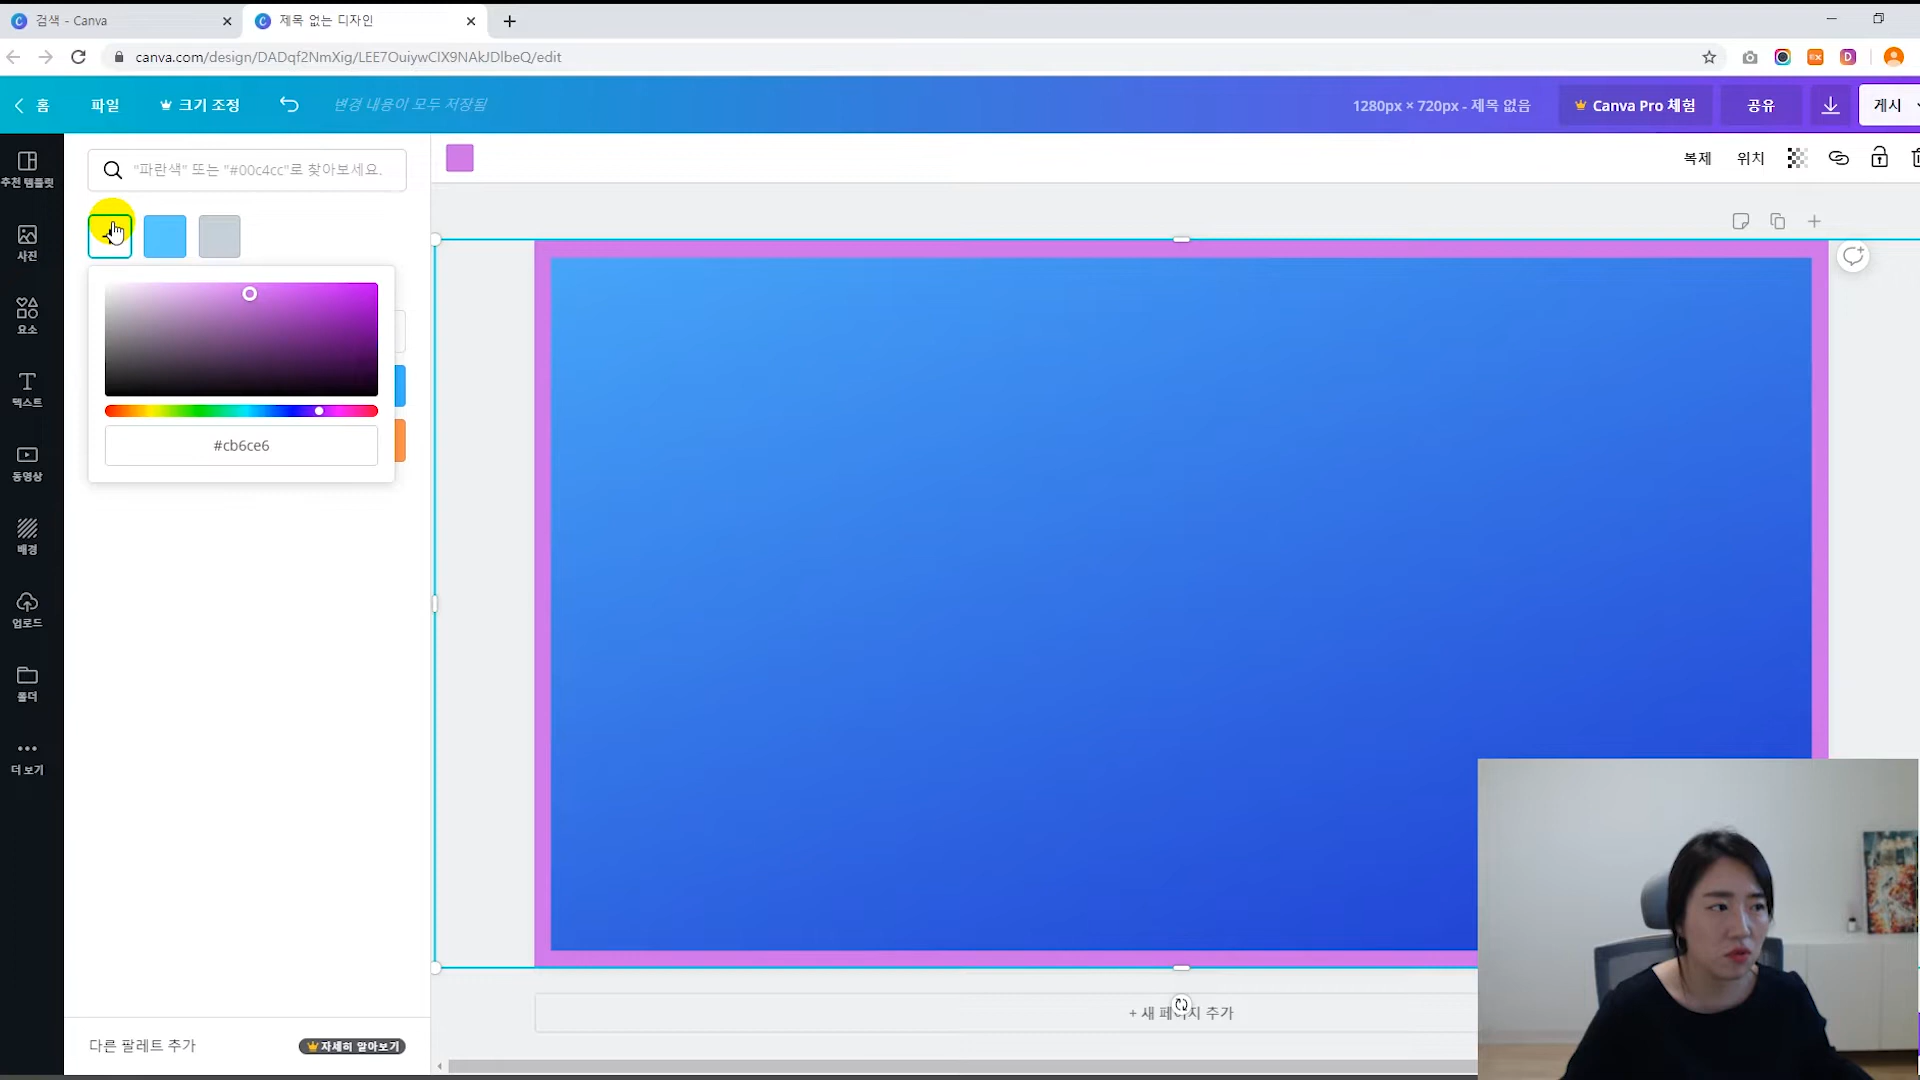 검색 - Canva
제목 없는 디자인
canva.com/design/DADqf2NmXig/LEE7OuiywCIX9NAkJDlbeQ/edit
홈
파일
크기 조정
변경 내용이 모두 저장됨
1280px × 720px - 제목 없음
Canva Pro 체험
공유
게시
추천 템플릿
사진
요소
텍스트
동영상
배경
업로드
폴더
더 보기
"파란색" 또는 "#00c4cc"로 찾아보세요.
#cb6ce6
다른 팔레트 추가
자세히 알아보기
복제
위치
+ 새 페이지 추가